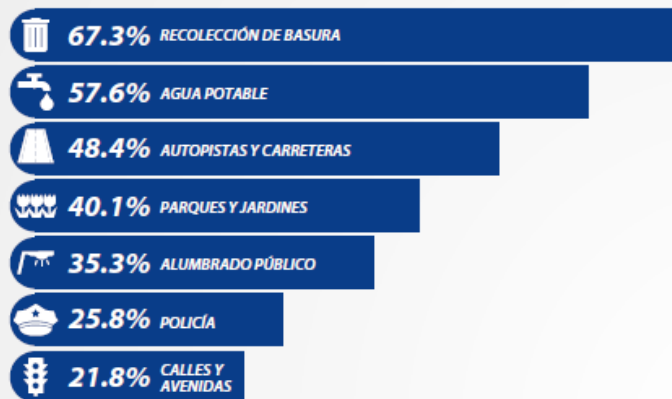 67.3% RECOLECCIÓN DE BASURA
57.6% AGUA POTABLE
48.4% AUTOPISTAS Y CARRETERAS
40.1% PARQUES Y JARDINES
35.3% ALUMBRADO PÚBLICO
25.8% POLICÍA
21.8% CALLES Y
AVENIDAS